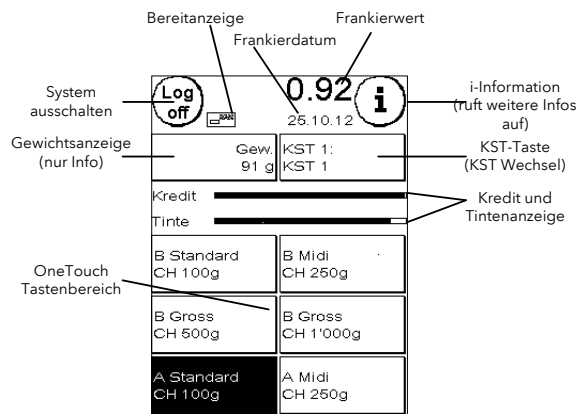 Bereitanzeige
Frankierwert
Frankierdatum
System
ausschalten
Log
off
0.92
i
25.10.12
i-Information
(ruft weitere Infos
auf)
Gewichtsanzeige
(nur Info)
Gew.
91 g
KST 1:
KST 1
KST-Taste
(KST Wechsel)
Kredit
Tinte
Kredit und
Tintenanzeige
OneTouch
Tastenbereich
B Standard
CH 100g
B Midi
CH 250g
B Gross
CH 500g
B Gross
CH 1'000g
A Standard
CH 100g
A Midi
CH 250g